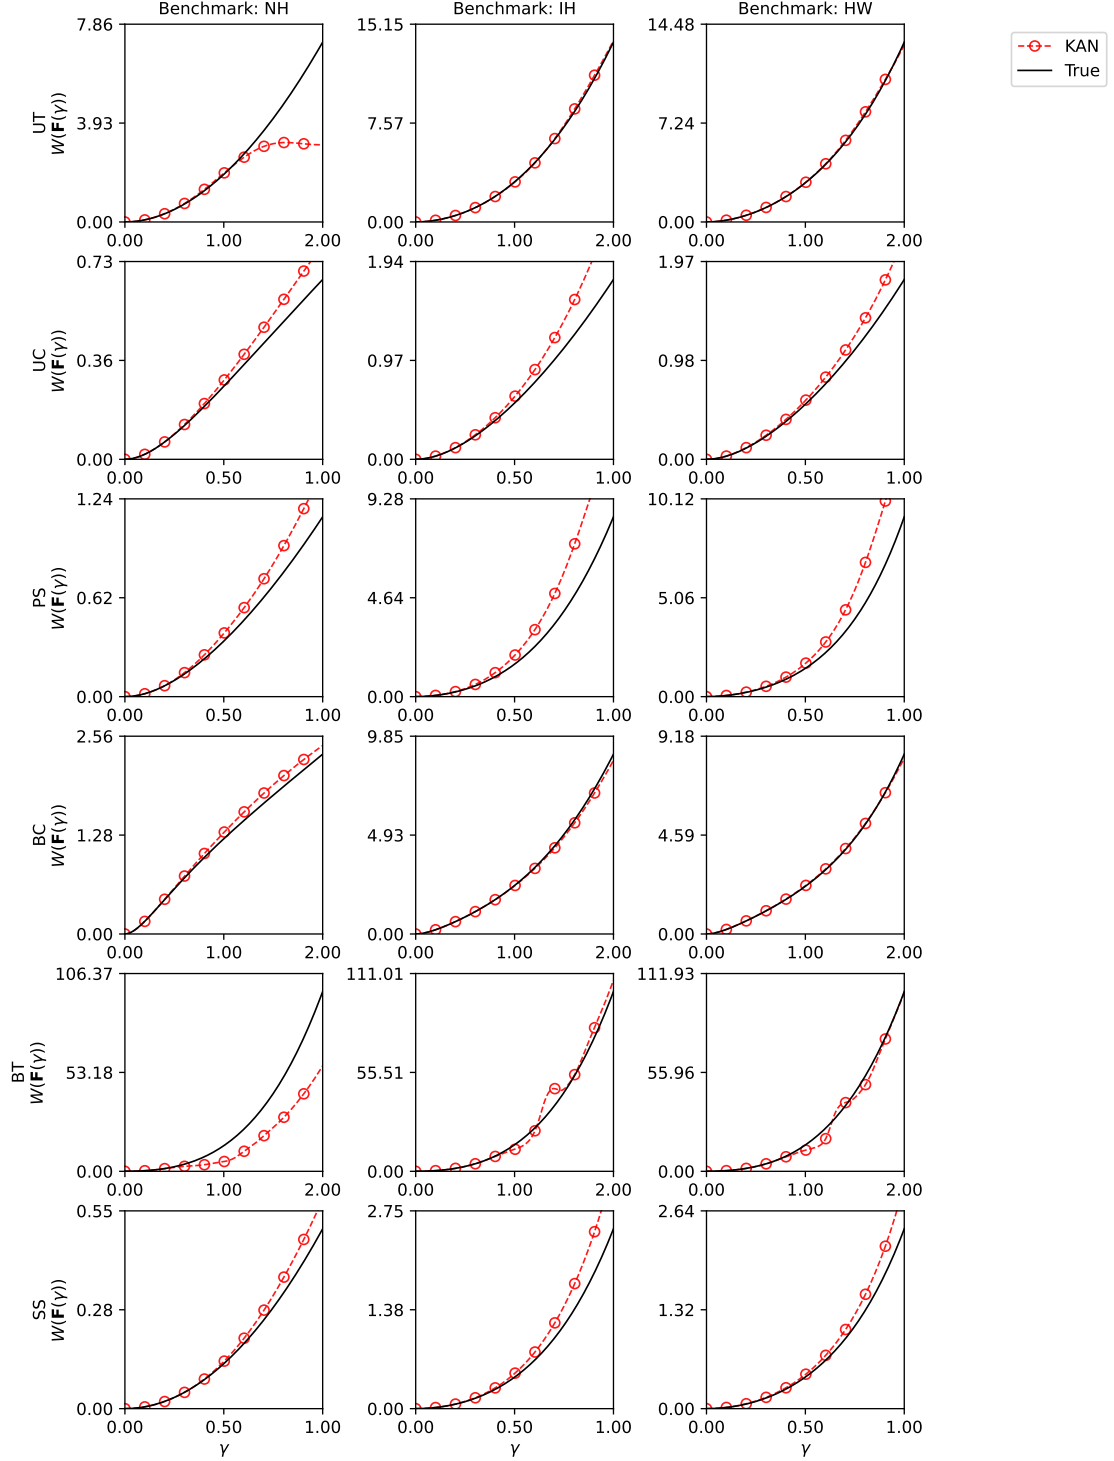 Benchmark: NH Benchmark: IH Benchmark: HW
KAN
True
UT
W(F(γ))
7.86
3.93
0.00
0.00 1.00 2.00
15.15
7.57
0.00
0.00 1.00 2.00
14.48
7.24
0.00
0.00 1.00 2.00
UC
W(F(γ))
0.73
0.36
0.00
0.00 0.50 1.00
1.94
0.97
0.00
0.00 0.50 1.00
1.97
0.98
0.00
0.00 0.50 1.00
PS
W(F(γ))
1.24
0.62
0.00
0.00 0.50 1.00
9.28
4.64
0.00
0.00 0.50 1.00
10.12
5.06
0.00
0.00 0.50 1.00
BC
W(F(γ))
2.56
1.28
0.00
0.00 1.00 2.00
9.85
4.93
0.00
0.00 1.00 2.00
9.18
4.59
0.00
0.00 1.00 2.00
BT
W(F(γ))
106.37
53.18
0.00
0.00 1.00 2.00
111.01
55.51
0.00
0.00 1.00 2.00
111.93
55.96
0.00
0.00 1.00 2.00
SS
W(F(γ))
0.55
0.28
0.00
0.00 0.50 1.00
γ
2.75
1.38
0.00
0.00 0.50 1.00
γ
2.64
1.32
0.00
0.00 0.50 1.00
γ